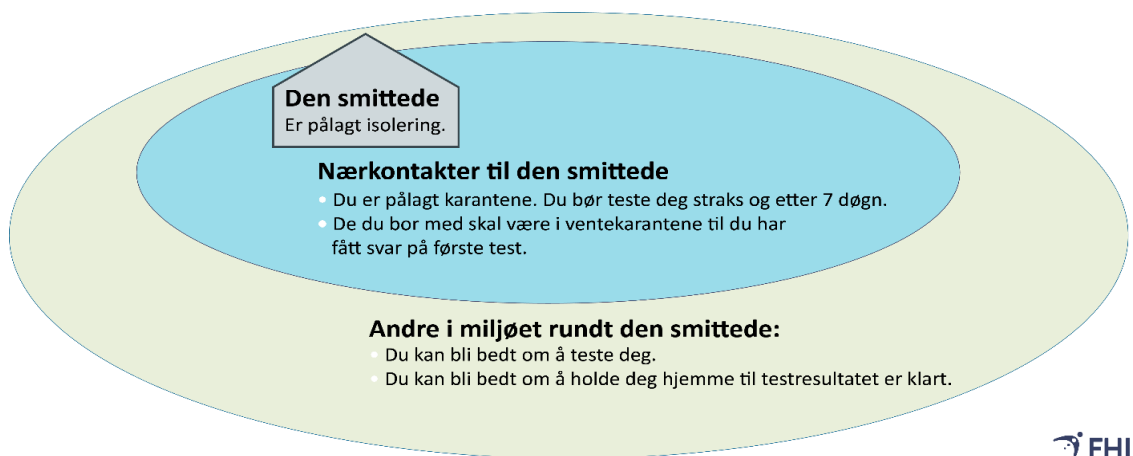 Den smittede
Er pålagt isolering.
Nærkontakter til den smittede
• Du er pålagt karantene. Du bør teste deg straks og etter 7 døgn.
• De du bor med skal være i ventekarantene til du har
fått svar på første test.
Andre i miljøet rundt den smittede:
• Du kan bli bedt om å teste deg.
• Du kan bli bedt om å holde deg hjemme til testresultatet er klart.
FHI